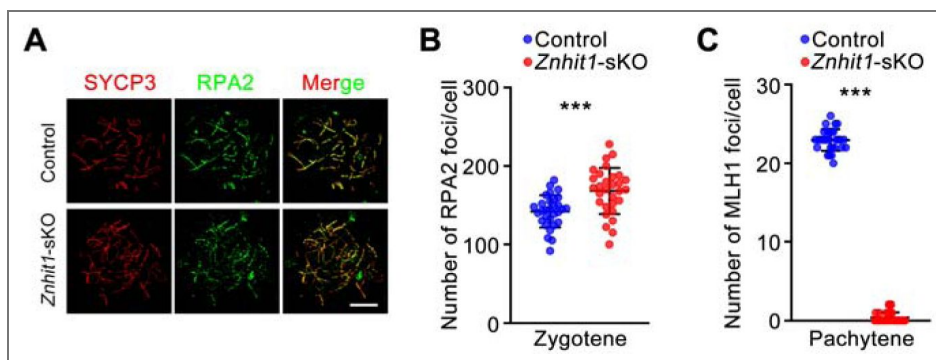 A
SYCP3 RPA2 Merge
Control
Znhit1-sKO
B
Control
Znhit1-sKO
Number of RPA2 foci/cell
300
200
100
0
***
Zygotene
C
Control
Znhit1-sKO
Number of MLH1 foci/cell
30
20
10
0
***
Pachytene